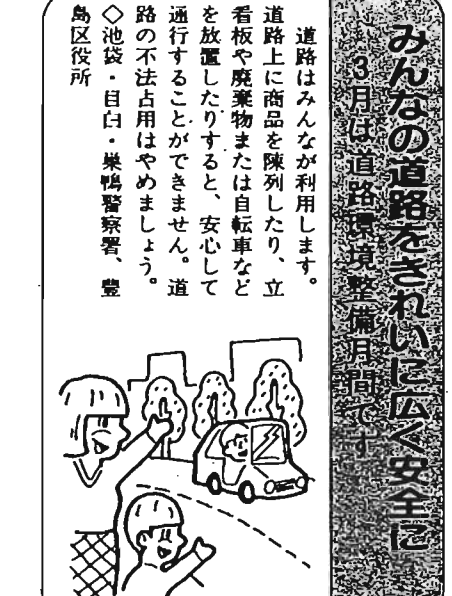 みんなの道路をきれいに広く安全に
3月は道路環境整備月間です
道路はみんなが利用します。
道路上に商品を陳列したり、立
看板や廃棄物または自転車など
を放置したりすると、安心して
通行することができません。道
路の不法占用はやめましょう。
◇池袋・目白・巣鴨警察署、豊
島区役所